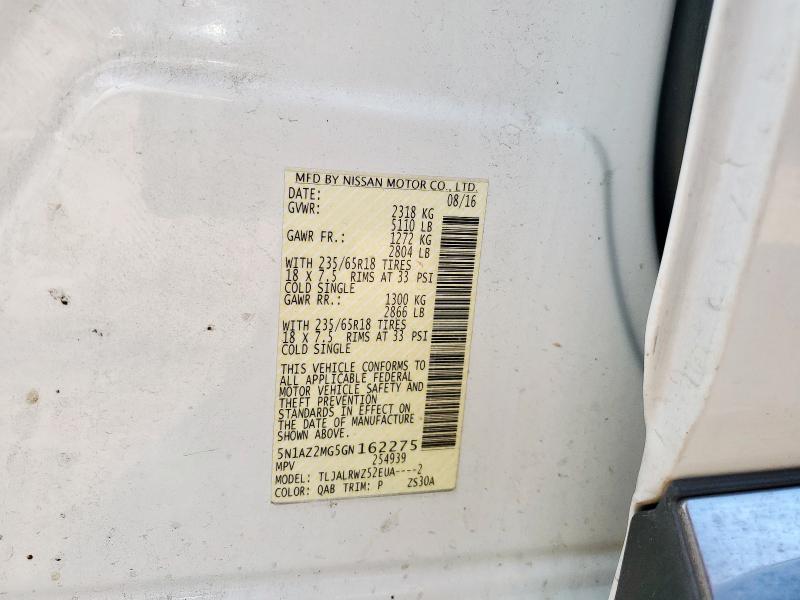 MFD BY NISSAN MOTOR CO., LTD.
DATE: 08/16
GVWR: 2318 KG
5110 LB
GAWR FR.: 1272 KG
2804 LB
WITH 235/65R18 TIRES
18 X 7.5 RIMS AT 33 PSI
COLD SINGLE
GAWR RR.: 1300 KG
2866 LB
WITH 235/65R18 TIRES
18 X 7.5 RIMS AT 33 PSI
COLD SINGLE
THIS VEHICLE CONFORMS TO
ALL APPLICABLE FEDERAL
MOTOR VEHICLE SAFETY AND
THEFT PREVENTION
STANDARDS IN EFFECT ON
THE DATE OF MANUFACTURE
SHOWN ABOVE.
5N1AZ2MG5GN162275
MPV 254939
MODEL: TLJALRWZ52EUA----2
COLOR: QAB TRIM: P ZS30A